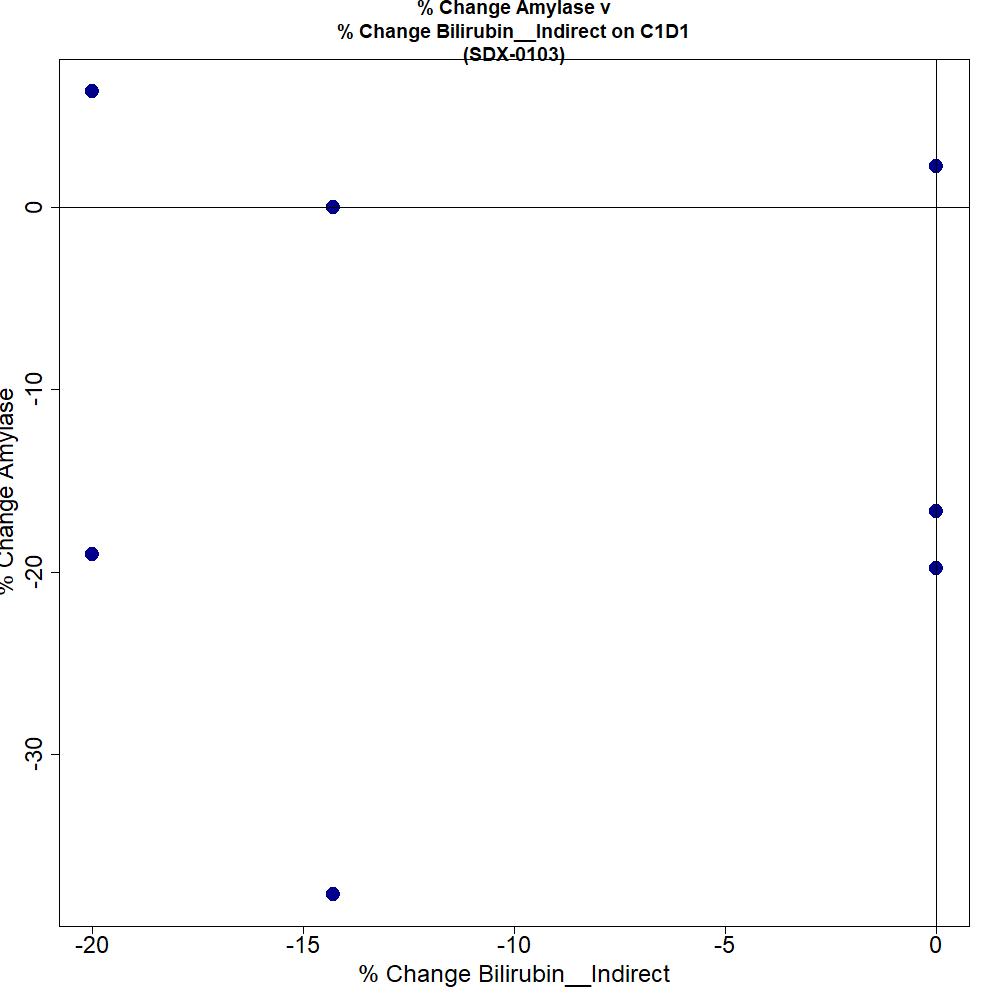 % Change Amylase v
% Change Bilirubin__Indirect on C1D1
(SDX-0103)
% Change Amylase
0
-10
-20
-30
-20
-15
-10
-5
0
% Change Bilirubin__Indirect